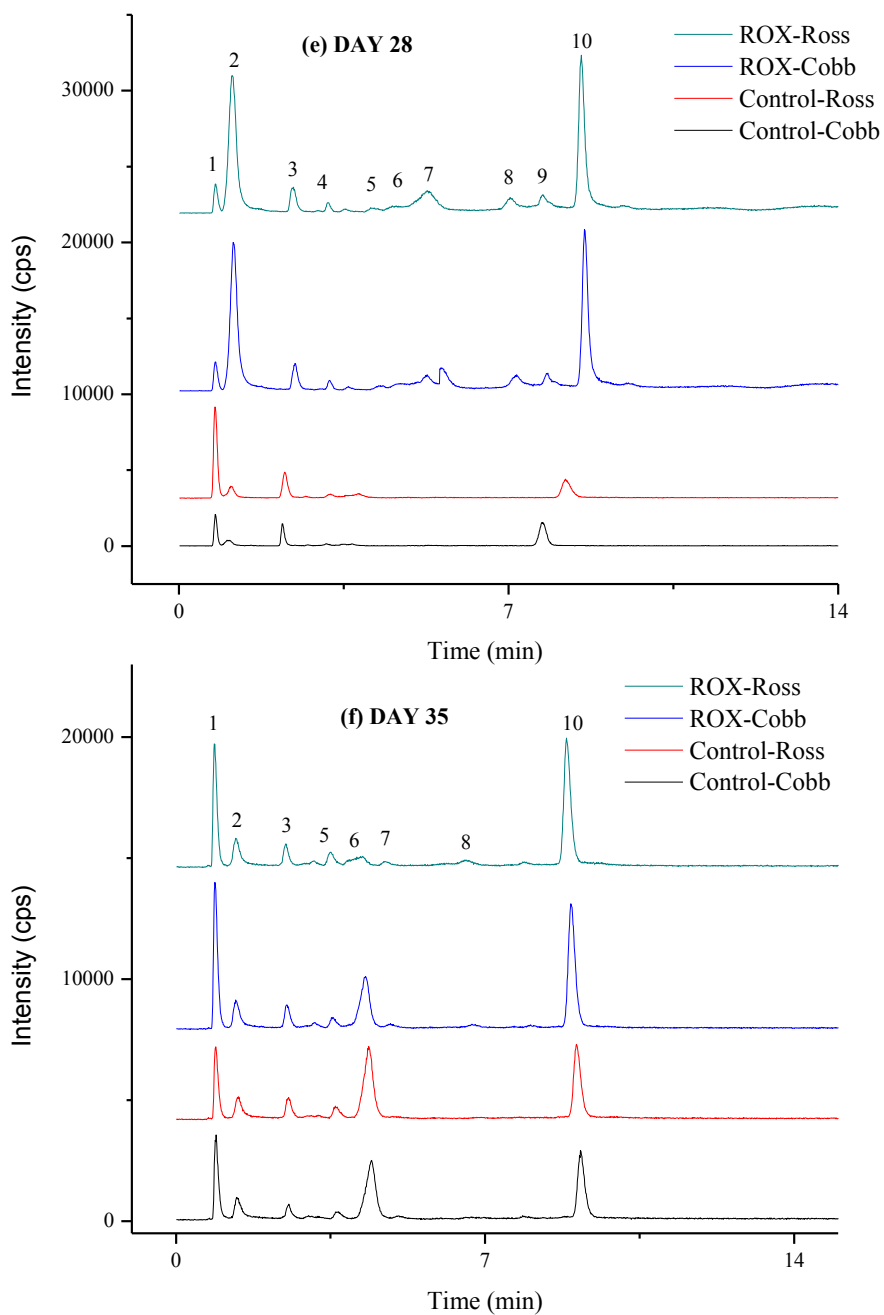 (e) DAY 28
ROX-Ross
ROX-Cobb
Control-Ross
Control-Cobb
1
2
3
4
5
6
7
8
9
10
30000
20000
10000
0
Intensity (cps)
0
7
14
Time (min)
(f) DAY 35
ROX-Ross
ROX-Cobb
Control-Ross
Control-Cobb
1
2
3
5
6
7
8
10
20000
10000
0
Intensity (cps)
0
7
14
Time (min)